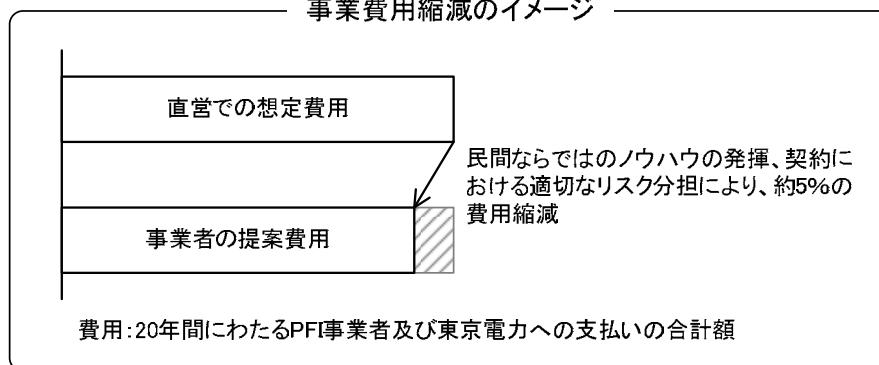 事業費用縮減のイメージ
直営での想定費用
民間ならではのノウハウの発揮、契約に
おける適切なリスク分担により、約5%の
費用縮減
事業者の提案費用
費用:20年間にわたるPFI事業者及び東京電力への支払いの合計額